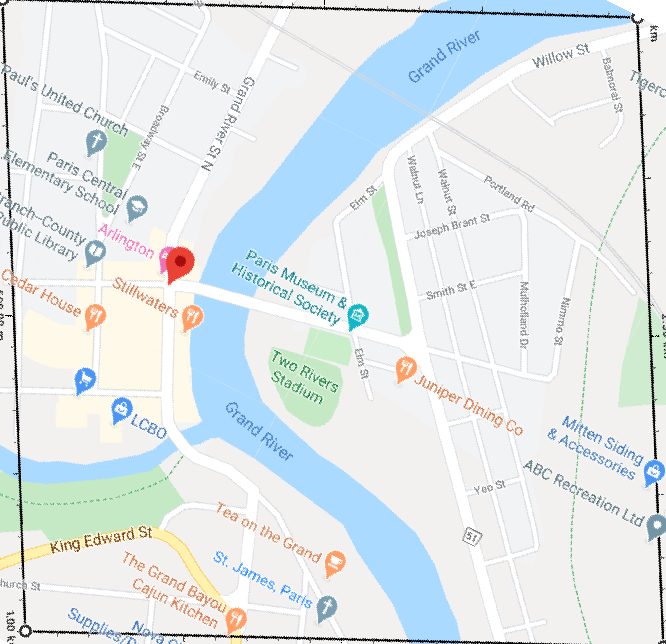 km
Grand River
Willow St
Balmoral St
Tigerc
Emily St
Grand River St N
Paul's United Church
Broadway St E
Paris Central
Elementary School
ranch–County
Public Library
Arlington
Walnut Ln
Walnut St
Portland Rd
Elm St
Joseph Brant St
Paris Museum &
Historical Society
Smith St E
Mulholland Dr
Nimmo St
Cedar House
Stillwaters
Elm St
Two Rivers
Stadium
Juniper Dining Co
LCBO
Grand River
Mitten Siding
& Accessories
ABC Recreation Ltd
Yeo St
51
Tea on the Grand
King Edward St
St. James, Paris
The Grand Bayou
Cajun Kitchen
hurch St
Nova
Supplies/
1.00 k